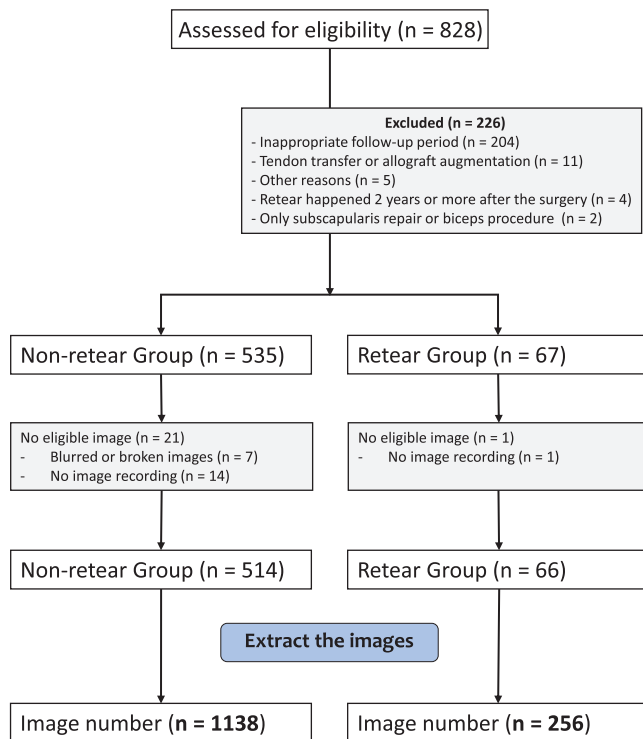 Assessed for eligibility (n = 828)
Excluded (n = 226)
- Inappropriate follow-up period (n = 204)
- Tendon transfer or allograft augmentation (n = 11)
- Other reasons (n = 5)
- Retear happened 2 years or more after the surgery (n = 4)
- Only subscapularis repair or biceps procedure (n = 2)
Non-retear Group (n = 535)
Retear Group (n = 67)
No eligible image (n = 21)
- Blurred or broken images (n = 7)
- No image recording (n = 14)
No eligible image (n = 1)
- No image recording (n = 1)
Non-retear Group (n = 514)
Retear Group (n = 66)
Extract the images
Image number (n = 1138)
Image number (n = 256)